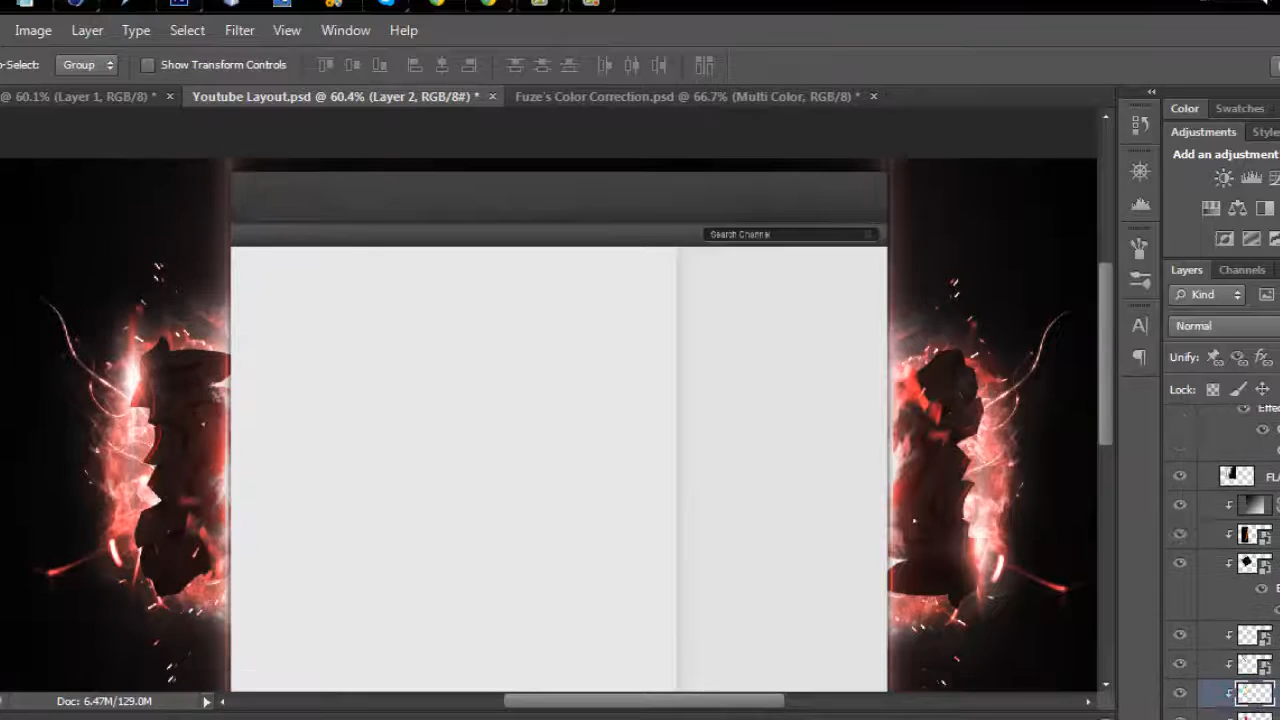 Image Layer Type Select Filter View Window Help
-Select: Group Show Transform Controls
@ 60.1% (Layer 1, RGB/8) * × Youtube Layout.psd @ 60.4% (Layer 2, RGB/8#) * × Fuze's Color Correction.psd @ 66.7% (Multi Color, RGB/8) * ×
Color Swatches
Adjustments Style
Add an adjustment
Search Channel
Layers Channels
Kind
Normal
Unify:
Lock:
Effe
FL
Doc: 6.47M/129.0M